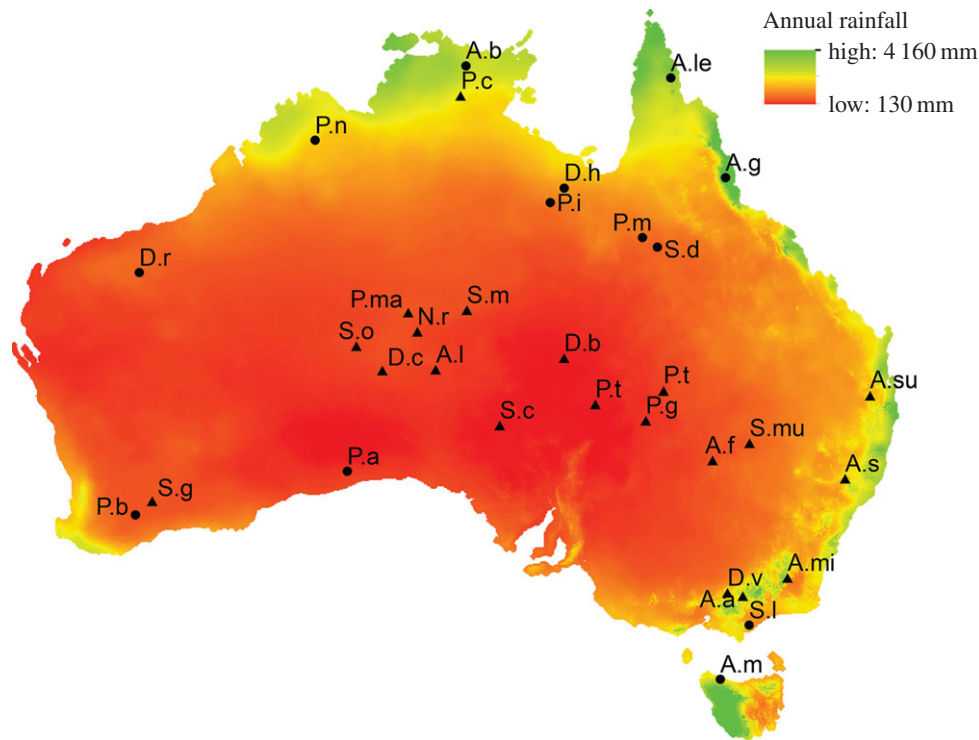 Annual rainfall
high: 4 160 mm
low: 130 mm
A.b
P.c
A.le
P.n
A.g
D.h
P.i
P.m
S.d
D.r
P.ma
S.m
N.r
S.o
D.c
A.l
D.b
P.t
P.t
P.g
A.su
S.c
A.f
S.mu
A.s
P.a
S.g
P.b
A.mi
D.v
A.a
S.l
A.m